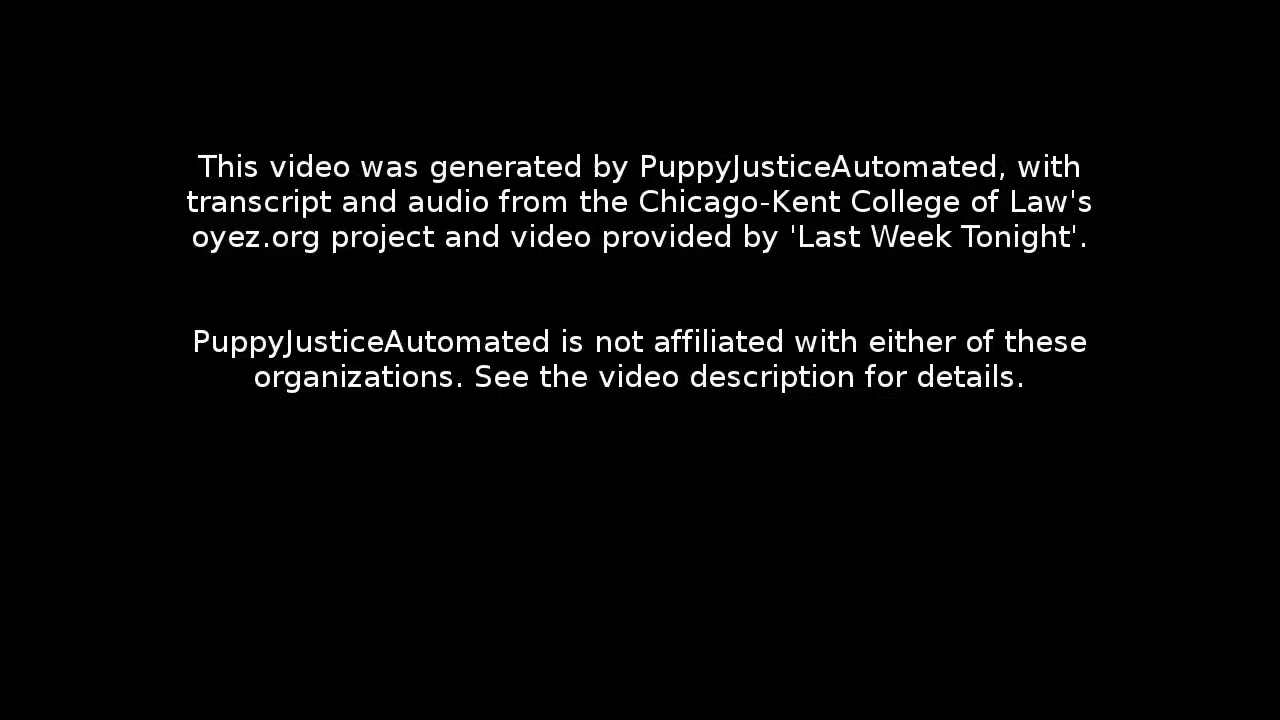 This video was generated by PuppyJusticeAutomated, with
transcript and audio from the Chicago-Kent College of Law's
oyez.org project and video provided by 'Last Week Tonight'.
PuppyJusticeAutomated is not affiliated with either of these
organizations. See the video description for details.